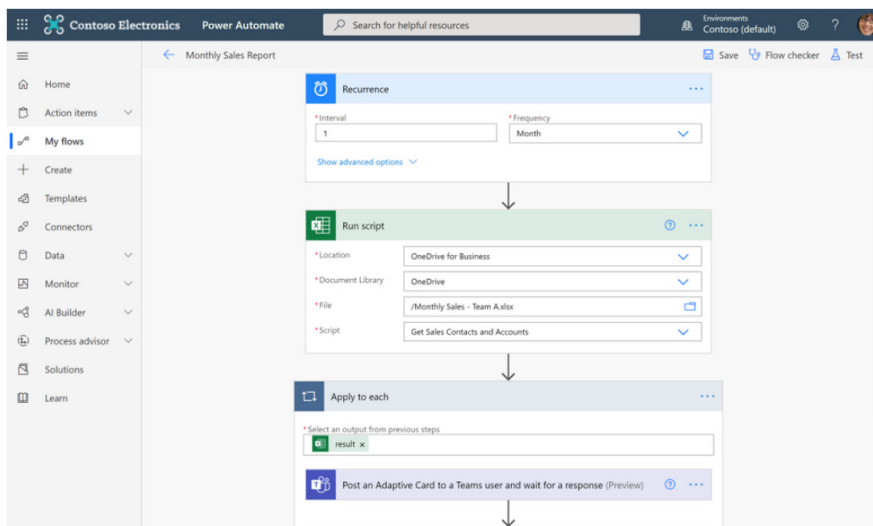 Contoso Electronics Power Automate Search for helpful resources Environments
Contoso (default) ?
Monthly Sales Report Save Flow checker Test
Home
Action items
My flows
Create
Templates
Connectors
Data
Monitor
AI Builder
Process advisor
Solutions
Learn
Recurrence ...
*Interval *Frequency
1 Month
Show advanced options
Run script ? ...
*Location OneDrive for Business
*Document Library OneDrive
*File /Monthly Sales - Team A.xlsx
*Script Get Sales Contacts and Accounts
Apply to each ...
*Select an output from previous steps
result x
Post an Adaptive Card to a Teams user and wait for a response (Preview) ? ...